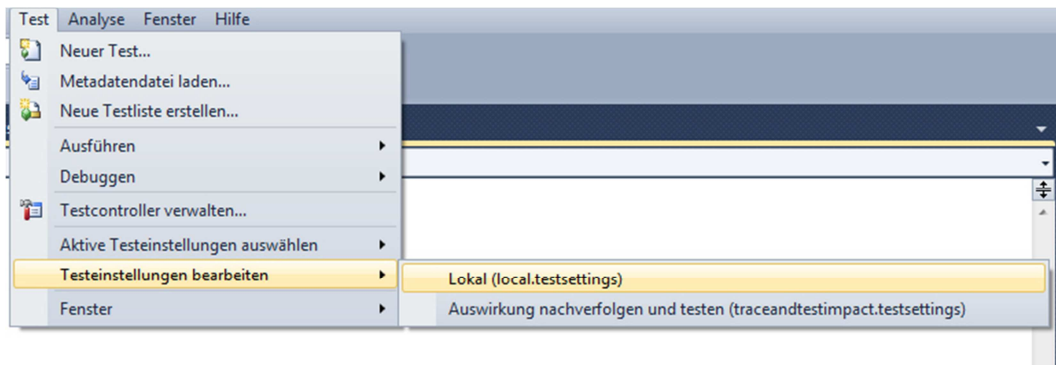 Test Analyse Fenster Hilfe
Neuer Test...
Metadatendatei laden...
Neue Testliste erstellen...
Ausführen
Debuggen
Testcontroller verwalten...
Aktive Testeinstellungen auswählen
Testeinstellungen bearbeiten
Lokal (local.testsettings)
Fenster
Auswirkung nachverfolgen und testen (traceandtestimpact.testsettings)